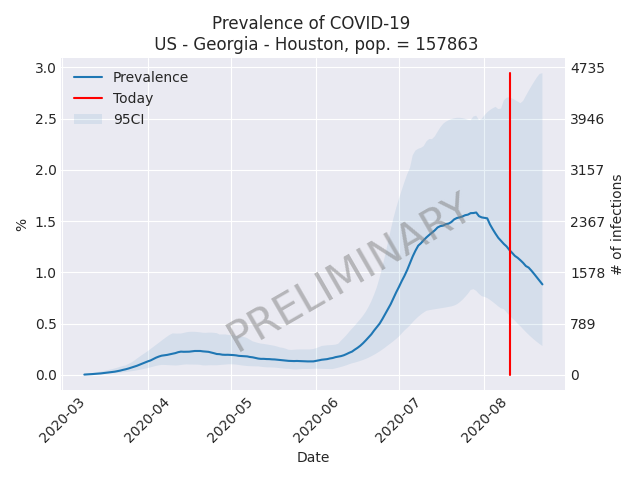 Prevalence of COVID-19
US - Georgia - Houston, pop. = 157863
Prevalence
Today
95CI
3.0
2.5
2.0
1.5
1.0
0.5
0.0
%
4735
3946
3157
2367
1578
789
0
# of infections
PRELIMINARY
2020-03
2020-04
2020-05
2020-06
2020-07
2020-08
Date